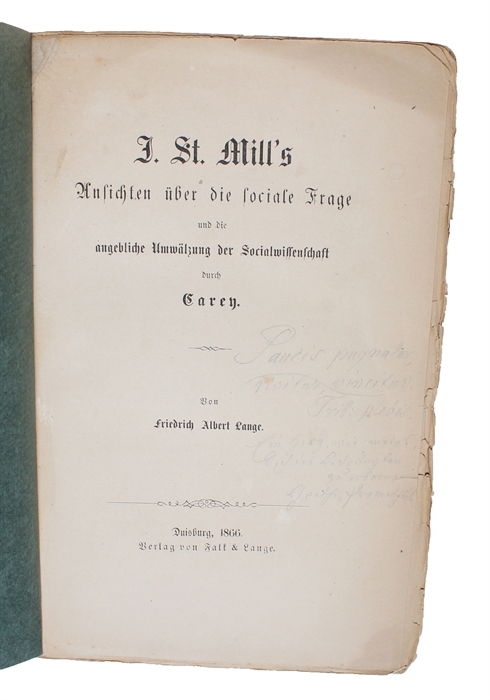 J. St. Mill's
Ansichten über die sociale Frage
und die
angebliche Umwälzung der Socialwissenschaft
durch
Carey.
Von
Friedrich Albert Lange.
Duisburg, 1866.
Verlag von Falk & Lange.